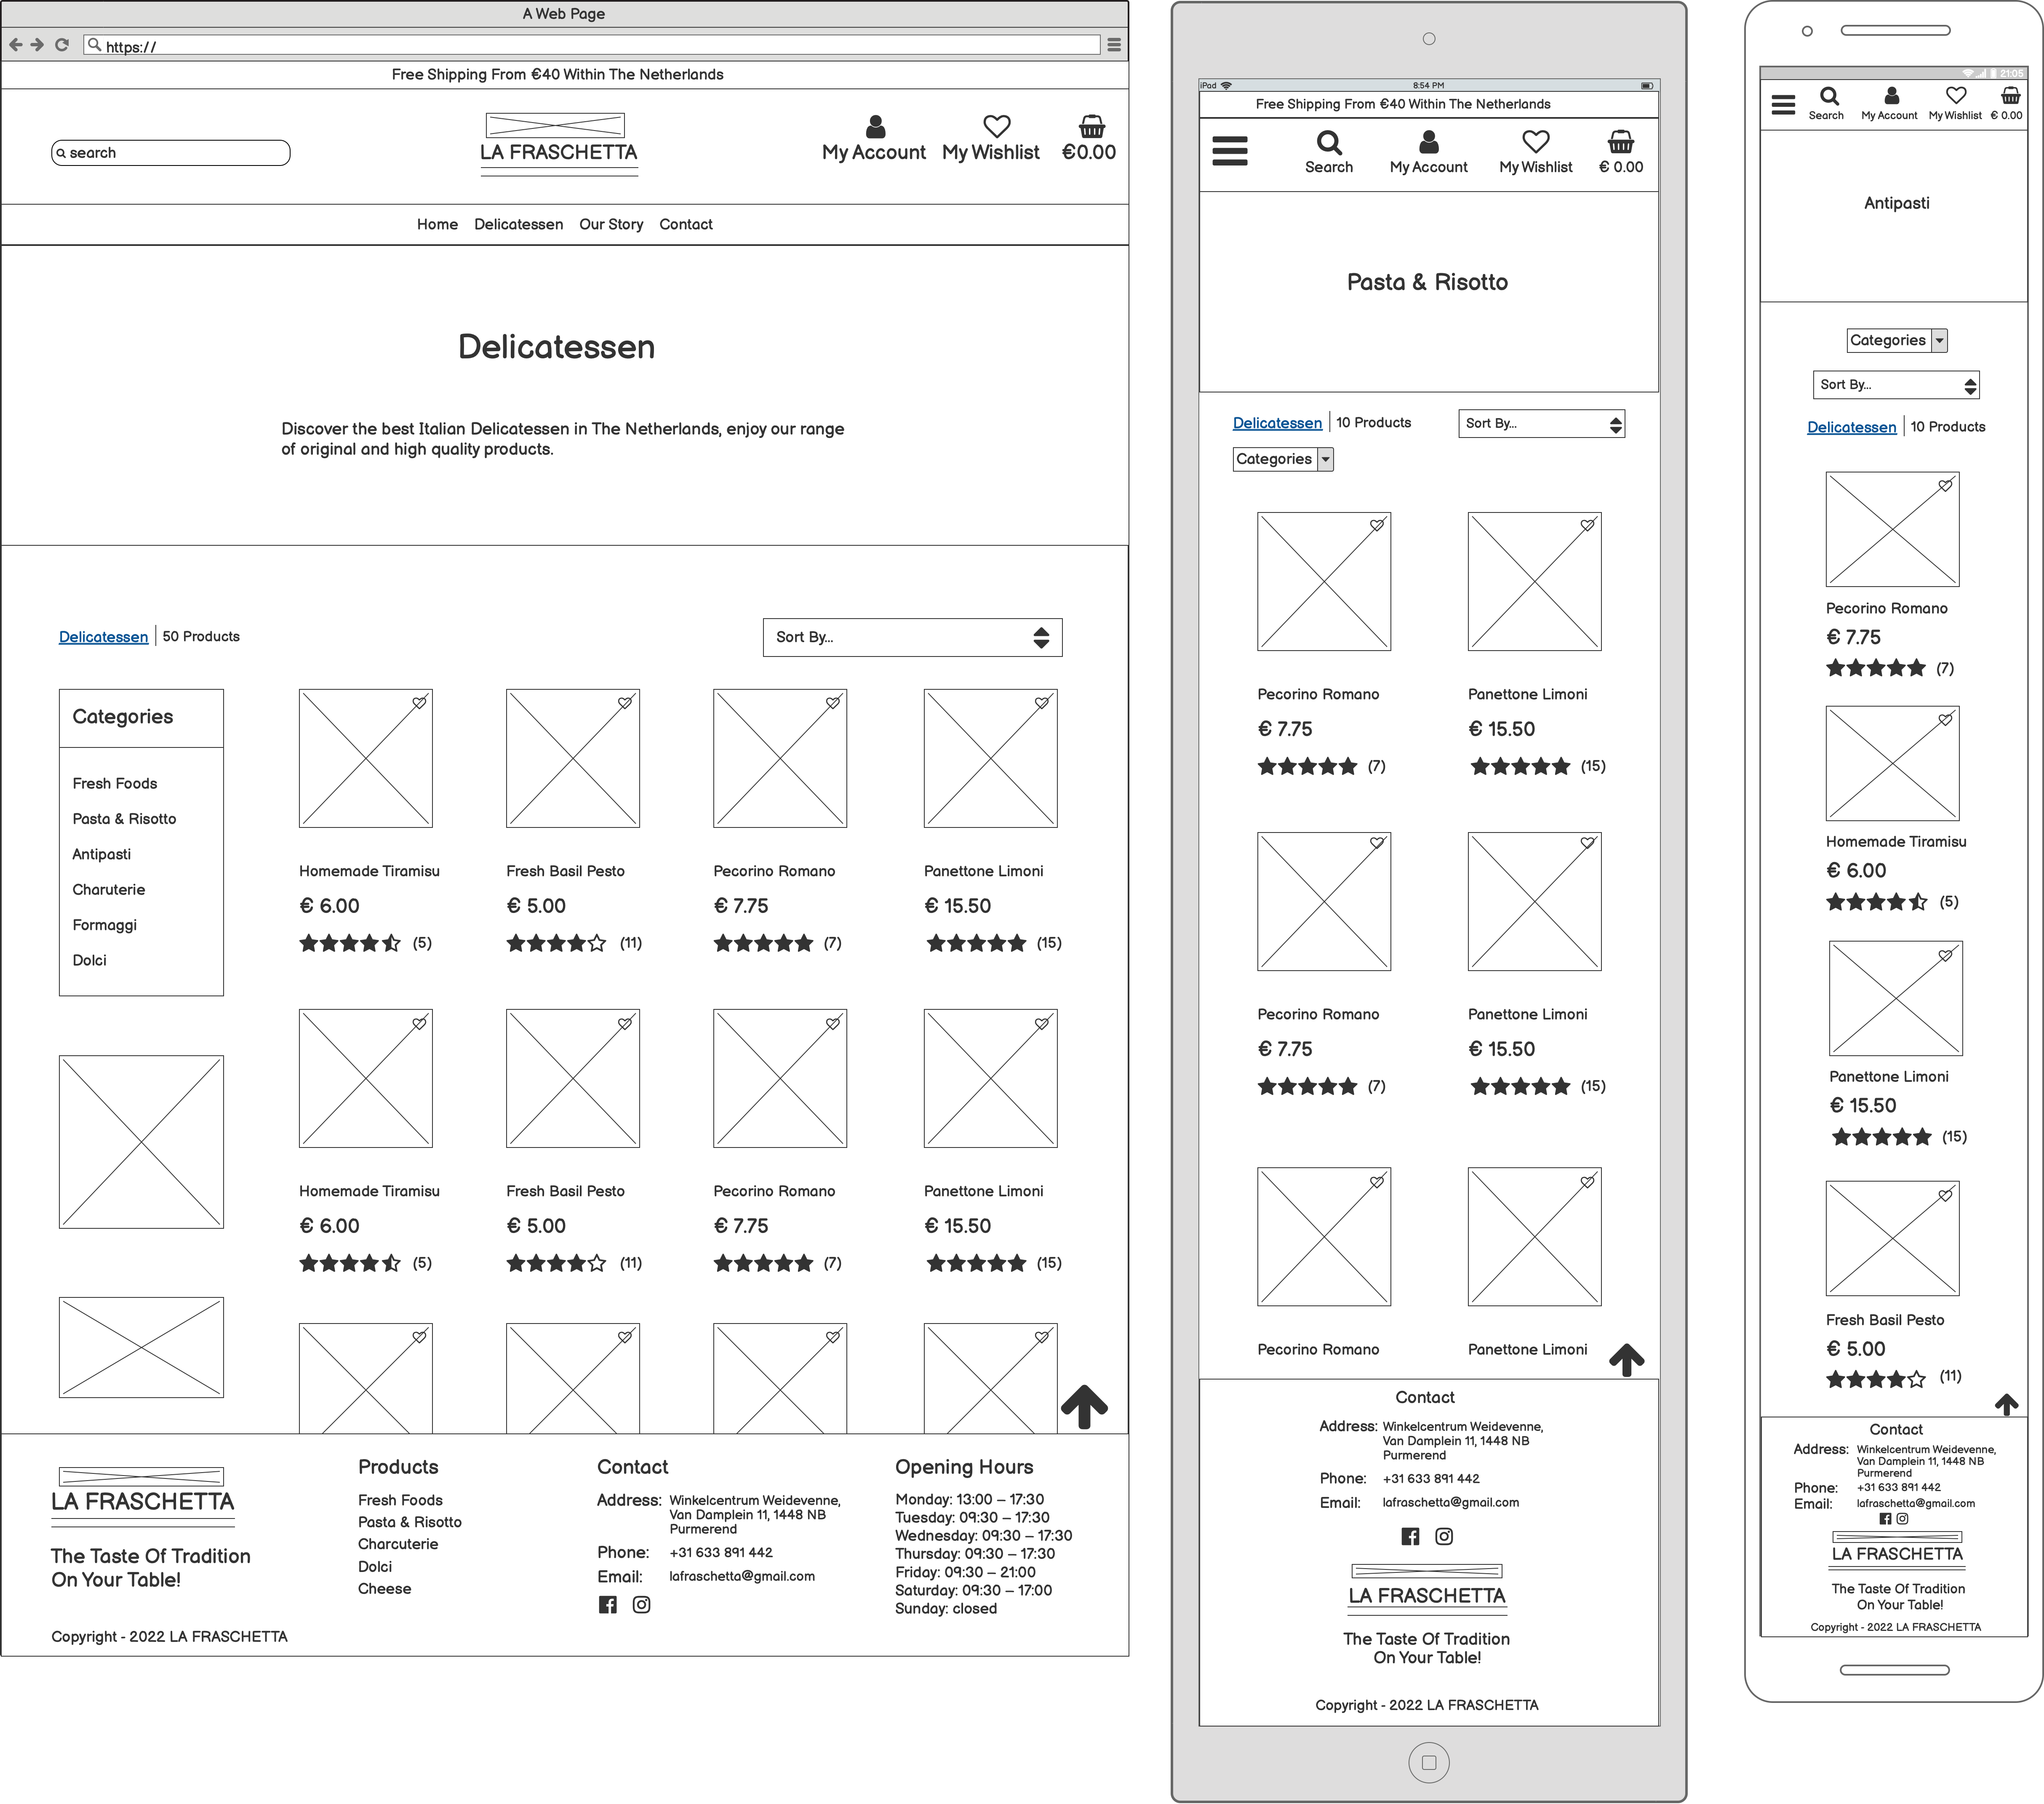 A Web Page
https://
Free Shipping From €40 Within The Netherlands
search
LA FRASCHETTA
My Account
My Wishlist
€0.00
Home Delicatessen Our Story Contact
Delicatessen
Discover the best Italian Delicatessen in The Netherlands, enjoy our range
of original and high quality products.
Delicatessen 50 Products
Sort By...
Categories
Fresh Foods
Pasta & Risotto
Antipasti
Charuterie
Formaggi
Dolci
Homemade Tiramisu
€ 6.00
(5)
Fresh Basil Pesto
€ 5.00
(11)
Pecorino Romano
€ 7.75
(7)
Panettone Limoni
€ 15.50
(15)
Homemade Tiramisu
€ 6.00
(5)
Fresh Basil Pesto
€ 5.00
(11)
Pecorino Romano
€ 7.75
(7)
Panettone Limoni
€ 15.50
(15)
LA FRASCHETTA
The Taste Of Tradition
On Your Table!
Copyright - 2022 LA FRASCHETTA
Products
Fresh Foods
Pasta & Risotto
Charcuterie
Dolci
Cheese
Contact
Address: Winkelcentrum Weidevenne,
Van Damplein 11, 1448 NB
Purmerend
Phone: +31 633 891 442
Email: lafraschetta@gmail.com
Opening Hours
Monday: 13:00 – 17:30
Tuesday: 09:30 – 17:30
Wednesday: 09:30 – 17:30
Thursday: 09:30 – 17:30
Friday: 09:30 – 21:00
Saturday: 09:30 – 17:00
Sunday: closed
iPad
8:54 PM
Free Shipping From €40 Within The Netherlands
Search
My Account
My Wishlist
€ 0.00
Pasta & Risotto
Delicatessen 10 Products
Sort By...
Categories
Pecorino Romano
€ 7.75
(7)
Panettone Limoni
€ 15.50
(15)
Pecorino Romano
€ 7.75
(7)
Panettone Limoni
€ 15.50
(15)
Pecorino Romano
Panettone Limoni
Contact
Address: Winkelcentrum Weidevenne,
Van Damplein 11, 1448 NB
Purmerend
Phone: +31 633 891 442
Email: lafraschetta@gmail.com
LA FRASCHETTA
The Taste Of Tradition
On Your Table!
Copyright - 2022 LA FRASCHETTA
21:05
Search
My Account
My Wishlist
€ 0.00
Antipasti
Categories
Sort By...
Delicatessen 10 Products
Pecorino Romano
€ 7.75
(7)
Homemade Tiramisu
€ 6.00
(5)
Panettone Limoni
€ 15.50
(15)
Fresh Basil Pesto
€ 5.00
(11)
Contact
Address: Winkelcentrum Weidevenne,
Van Damplein 11, 1448 NB
Purmerend
Phone: +31 633 891 442
Email: lafraschetta@gmail.com
LA FRASCHETTA
The Taste Of Tradition
On Your Table!
Copyright - 2022 LA FRASCHETTA